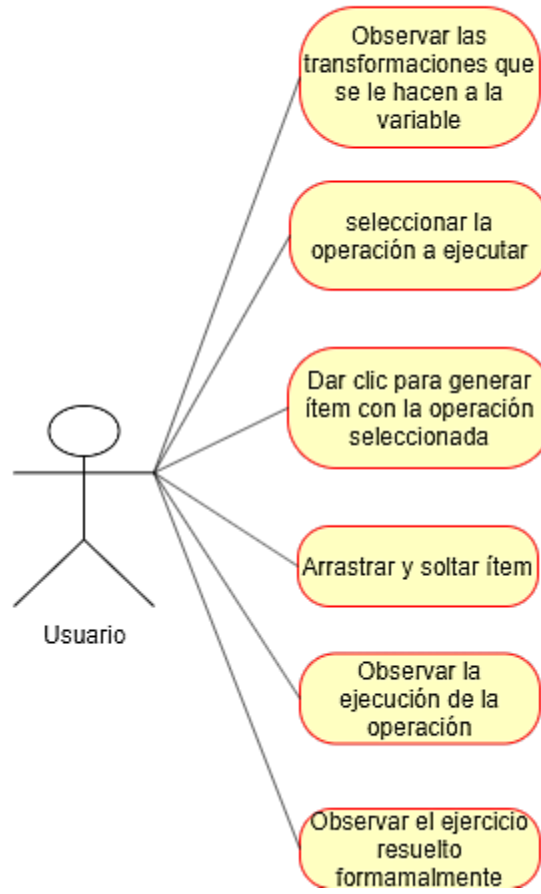 Observar las
transformaciones que
se le hacen a la
variable
seleccionar la
operación a ejecutar
Dar clic para generar
ítem con la operación
seleccionada
Arrastrar y soltar ítem
Usuario
Observar la
ejecución de la
operación
Observar el ejercicio
resuelto
formamalmente